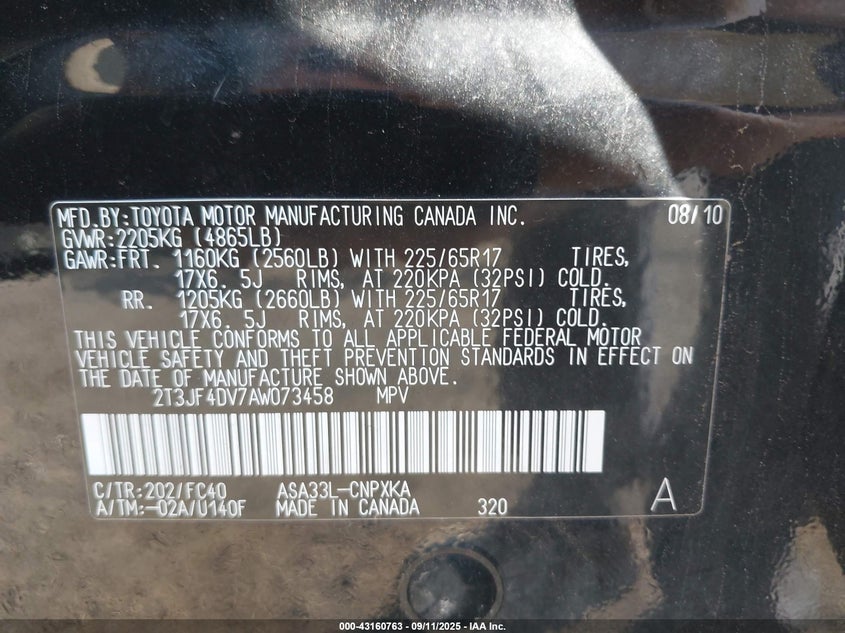 MFD.BY:TOYOTA MOTOR MANUFACTURING CANADA INC. 08/10
GVWR:2205KG (4865LB)
GAWR:FRT. 1160KG (2560LB) WITH 225/65R17 TIRES,
17X6. 5J RIMS, AT 220KPA (32PSI) COLD.
RR. 1205KG (2660LB) WITH 225/65R17 TIRES,
17X6. 5J RIMS, AT 220KPA (32PSI) COLD.
THIS VEHICLE CONFORMS TO ALL APPLICABLE FEDERAL MOTOR
VEHICLE SAFETY AND THEFT PREVENTION STANDARDS IN EFFECT ON
THE DATE OF MANUFACTURE SHOWN ABOVE.
2T3JF4DV7AW073458 MPV
C/TR:202/FC40 ASA33L-CNPXKA A
A/TM:-02A/U140F MADE IN CANADA 320
000-43160763 - 09/11/2025 - IAA Inc.